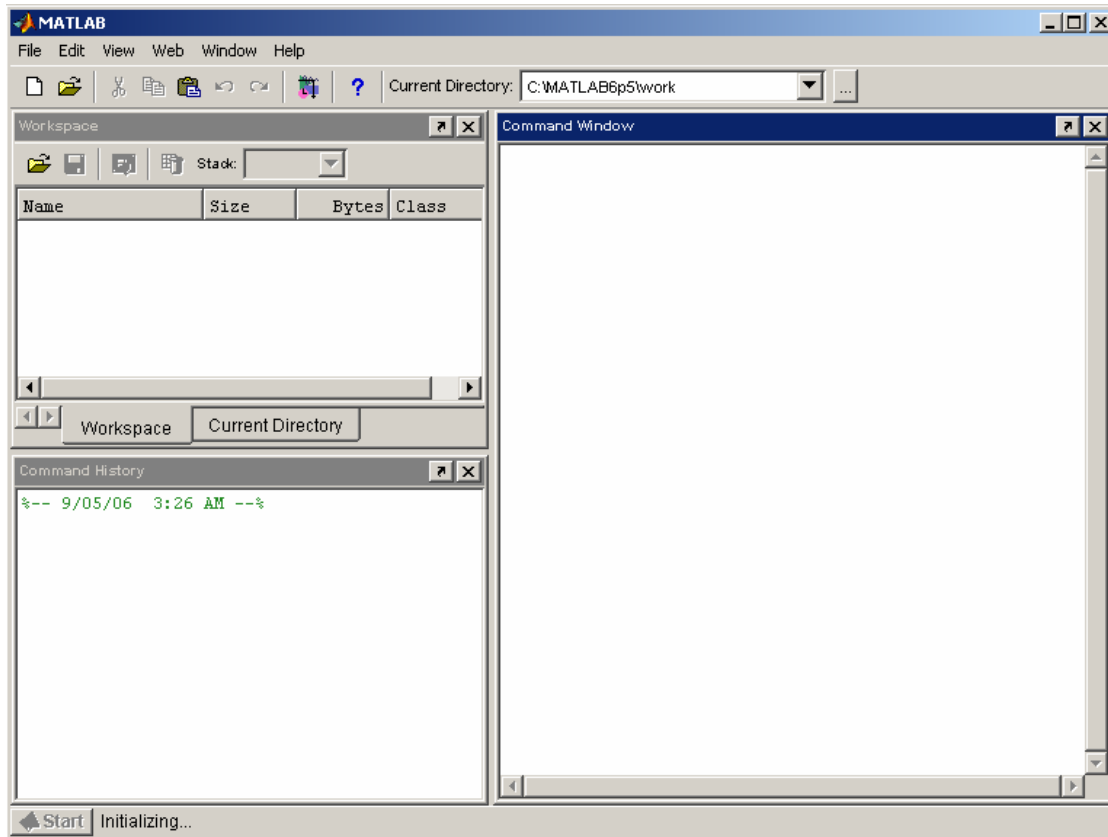 MATLAB
File Edit View Web Window Help
Current Directory: C:\MATLAB6p5\work ...
Workspace
Stack:
Name Size Bytes Class
Workspace Current Directory
Command History
%-- 9/05/06 3:26 AM --%
Command Window
Start Initializing...